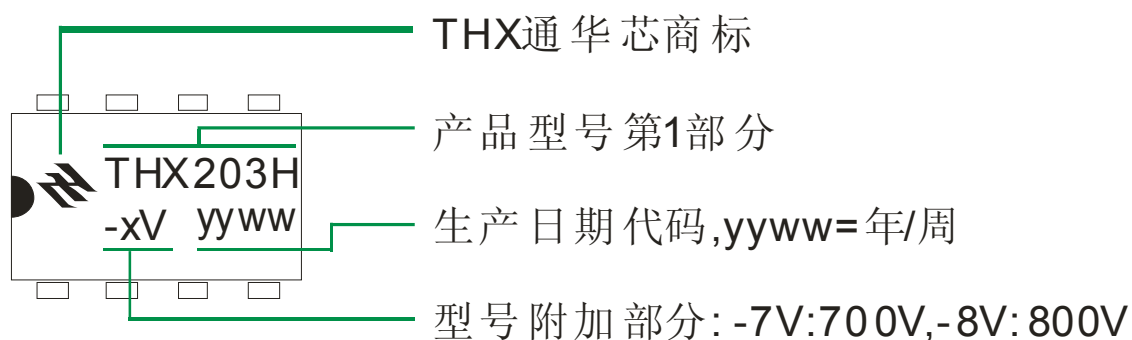 THX通华芯商标
产品型号第1部分
THX203H
-xV yyww
生产日期代码,yyww=年/周
型号附加部分: -7V:700V,-8V:800V